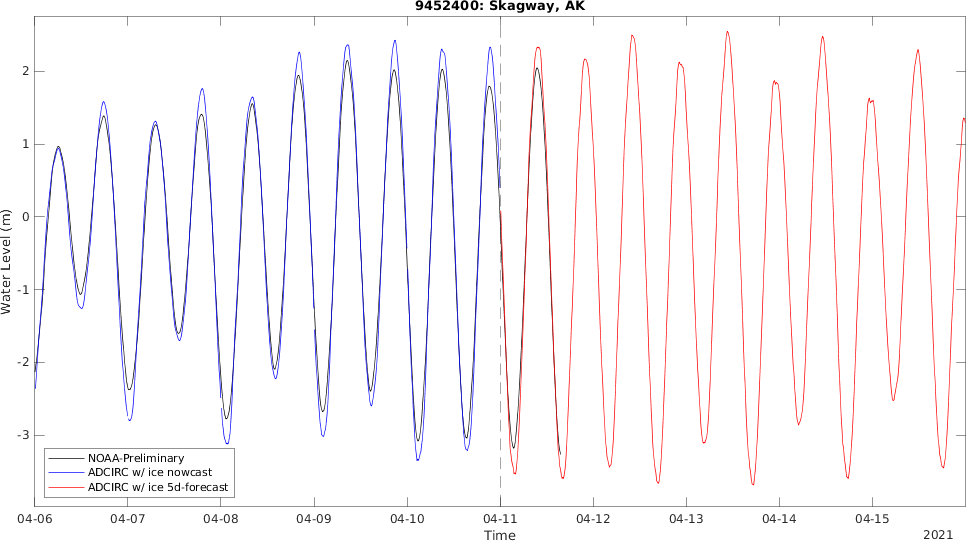 9452400: Skagway, AK
Water Level (m)
2
1
0
-1
-2
-3
NOAA-Preliminary
ADCIRC w/ ice nowcast
ADCIRC w/ ice 5d-forecast
04-06 04-07 04-08 04-09 04-10 04-11 04-12 04-13 04-14 04-15
Time
2021